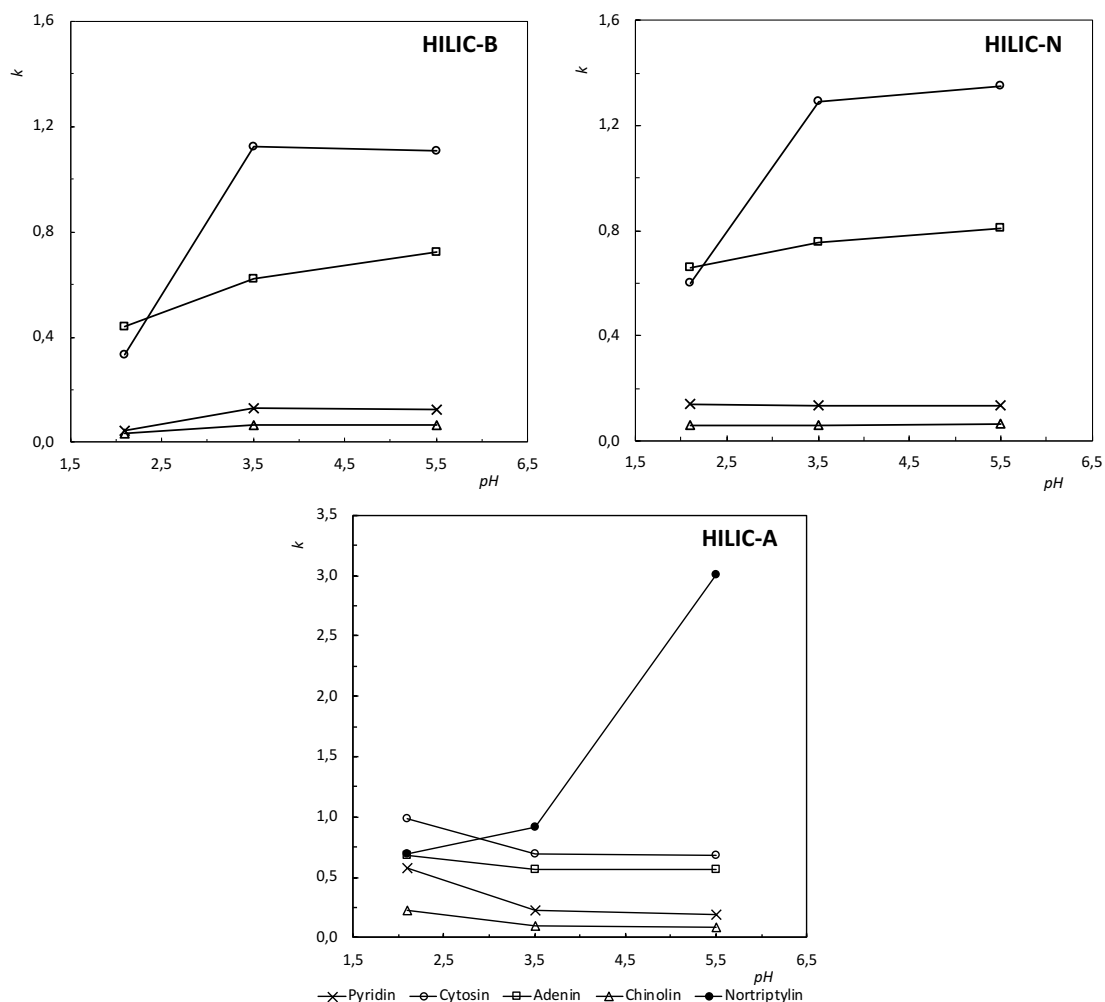 HILIC-B
k
1,6
1,2
0,8
0,4
0,0
1,5 2,5 3,5 4,5 5,5 6,5
pH
HILIC-N
k
1,6
1,2
0,8
0,4
0,0
1,5 2,5 3,5 4,5 5,5 6,5
pH
HILIC-A
k
3,5
3,0
2,5
2,0
1,5
1,0
0,5
0,0
1,5 2,5 3,5 4,5 5,5 6,5
pH
Pyridin Cytosin Adenin Chinolin Nortriptylin